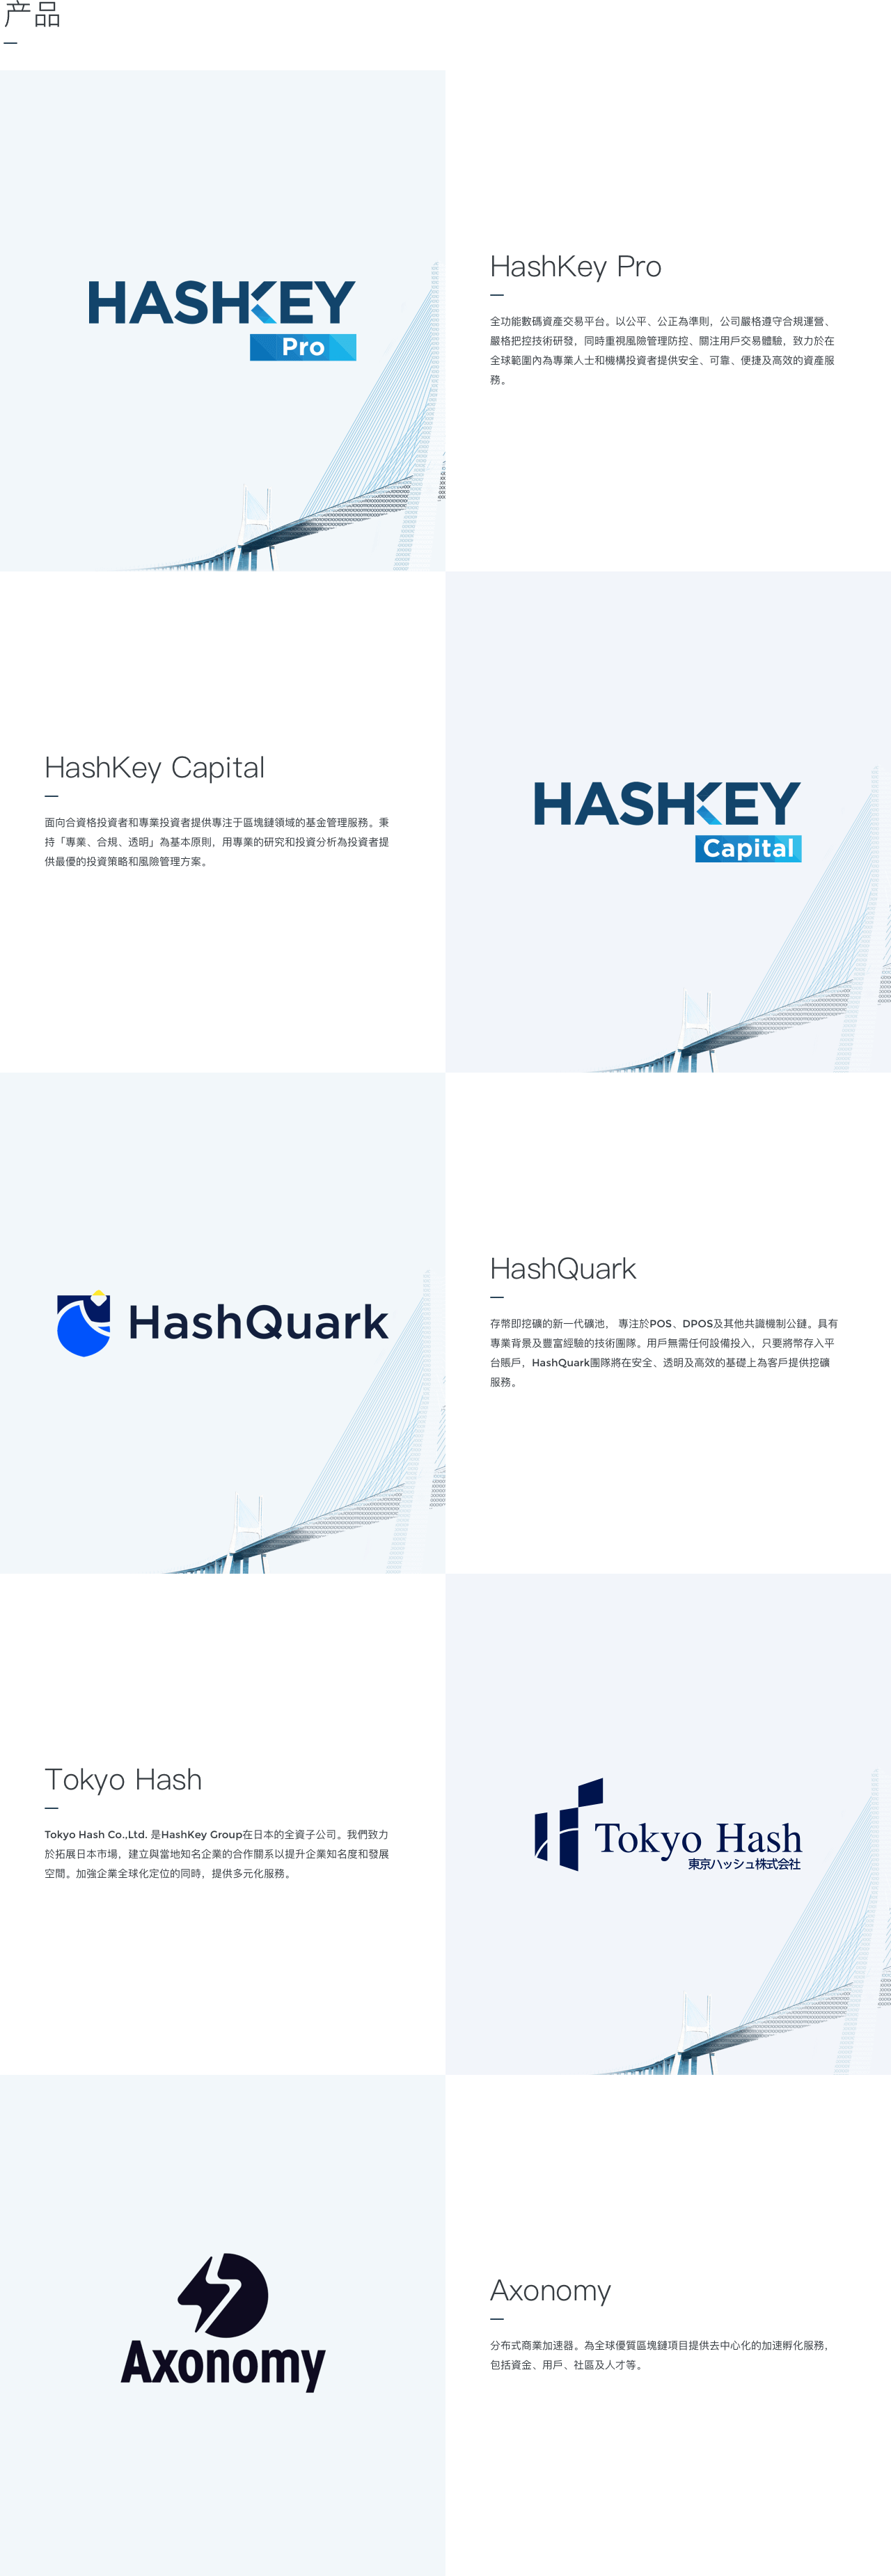 产品
HASHKEY
Pro
HashKey Pro
全功能數碼資產交易平台。以公平、公正為準則，公司嚴格遵守合規運營、
嚴格把控技術研發，同時重視風險管理防控、關注用戶交易體驗，致力於在
全球範圍內為專業人士和機構投資者提供安全、可靠、便捷及高效的資產服
務。
HashKey Capital
面向合資格投資者和專業投資者提供專注于區塊鏈領域的基金管理服務。秉
持「專業、合規、透明」為基本原則，用專業的研究和投資分析為投資者提
供最優的投資策略和風險管理方案。
HASHKEY
Capital
HashQuark
HashQuark
存幣即挖礦的新一代礦池， 專注於POS、DPOS及其他共識機制公鏈。具有
專業背景及豐富經驗的技術團隊。用戶無需任何設備投入，只要將幣存入平
台賬戶，HashQuark團隊將在安全、透明及高效的基礎上為客戶提供挖礦
服務。
Tokyo Hash
Tokyo Hash Co.,Ltd. 是HashKey Group在日本的全資子公司。我們致力
於拓展日本市場，建立與當地知名企業的合作關系以提升企業知名度和發展
空間。加強企業全球化定位的同時，提供多元化服務。
Tokyo Hash
東京ハッシュ株式会社
Axonomy
Axonomy
分布式商業加速器。為全球優質區塊鏈項目提供去中心化的加速孵化服務，
包括資金、用戶、社區及人才等。